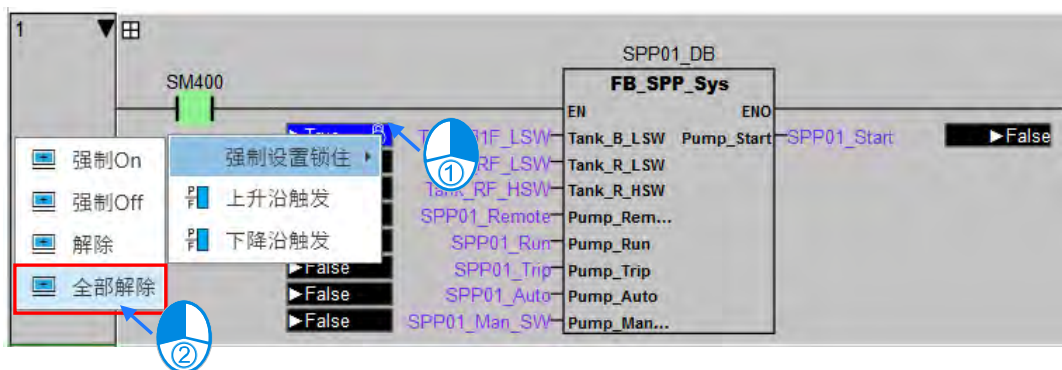 1
SPP01_DB
SM400
FB_SPP_Sys
EN ENO
►True 1F_LSW Tank_B_LSW Pump_Start SPP01_Start ►False
强制On 强制设置锁住 RF_LSW Tank_R_LSW
①
强制Off 上升沿触发 Tank_RF_HSW Tank_R_HSW
SPP01_Remote Pump_Rem...
解除 下降沿触发 SPP01_Run Pump_Run
►False SPP01_Trip Pump_Trip
全部解除 ►False SPP01_Auto Pump_Auto
►False SPP01_Man_SW Pump_Man...
②